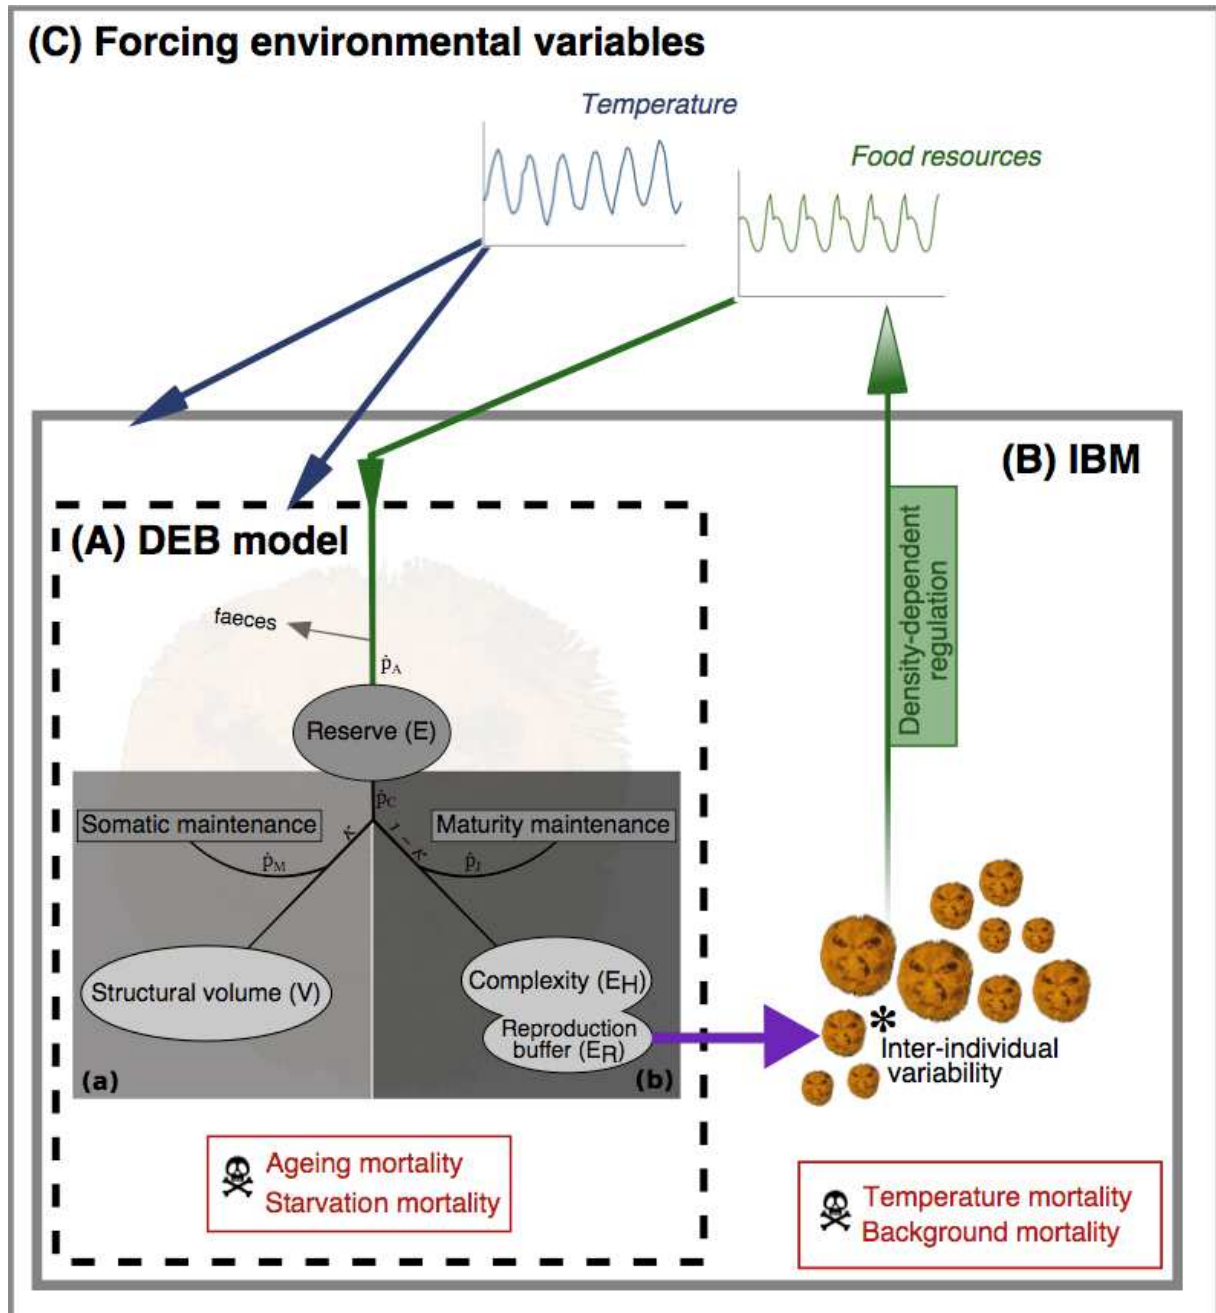 (C) Forcing environmental variables
Temperature
Food resources
(B) IBM
(A) DEB model
Density-dependent
regulation
faeces
ṗA
Reserve (E)
ṗC
Somatic maintenance
κ
1 − κ
Maturity maintenance
ṗM
ṗJ
Structural volume (V)
Complexity (EH)
Reproduction
buffer (ER)
*
Inter-individual
variability
(a)
(b)
Ageing mortality
Starvation mortality
Temperature mortality
Background mortality